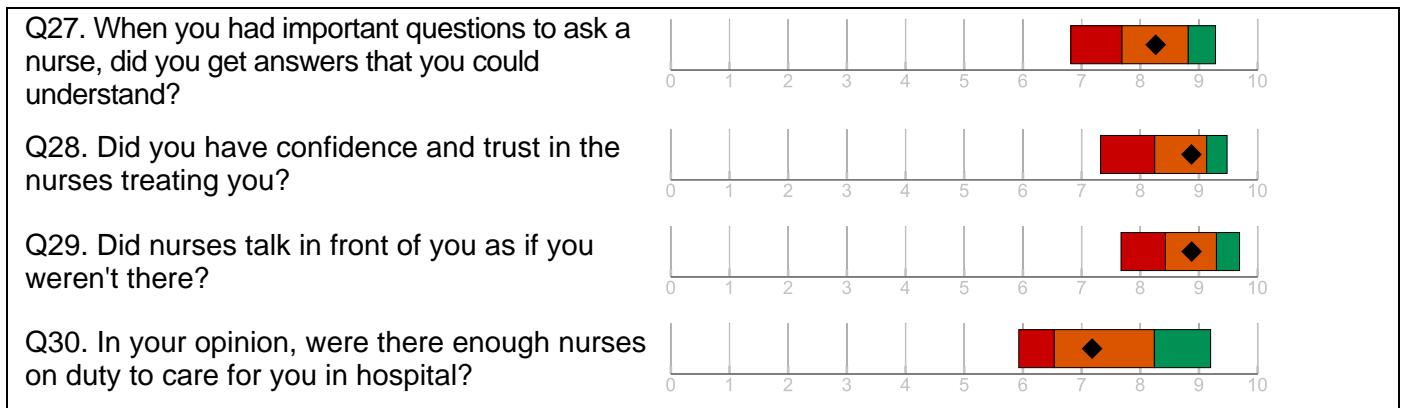 Q27. When you had important questions to ask a
nurse, did you get answers that you could
understand?
0 1 2 3 4 5 6 7 8 9 10
Q28. Did you have confidence and trust in the
nurses treating you?
0 1 2 3 4 5 6 7 8 9 10
Q29. Did nurses talk in front of you as if you
weren't there?
0 1 2 3 4 5 6 7 8 9 10
Q30. In your opinion, were there enough nurses
on duty to care for you in hospital?
0 1 2 3 4 5 6 7 8 9 10